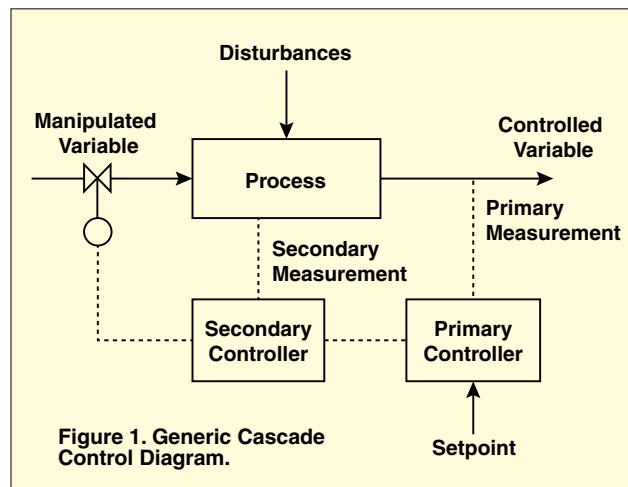 Disturbances
Manipulated
Variable
Controlled
Variable
Process
Primary
Measurement
Secondary
Measurement
Secondary
Controller
Primary
Controller
Setpoint
Figure 1. Generic Cascade
Control Diagram.